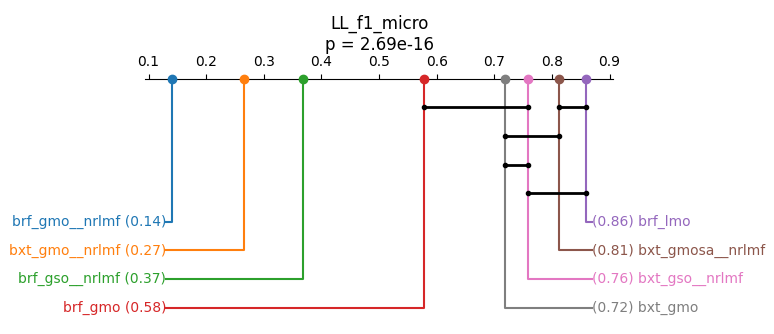 LL_f1_micro
p = 2.69e-16
0.1 0.2 0.3 0.4 0.5 0.6 0.7 0.8 0.9
brf_gmo__nrlmf (0.14) (0.86) brf_lmo
bxt_gmo__nrlmf (0.27) (0.81) bxt_gmosa__nrlmf
brf_gso__nrlmf (0.37) (0.76) bxt_gso__nrlmf
brf_gmo (0.58) (0.72) bxt_gmo